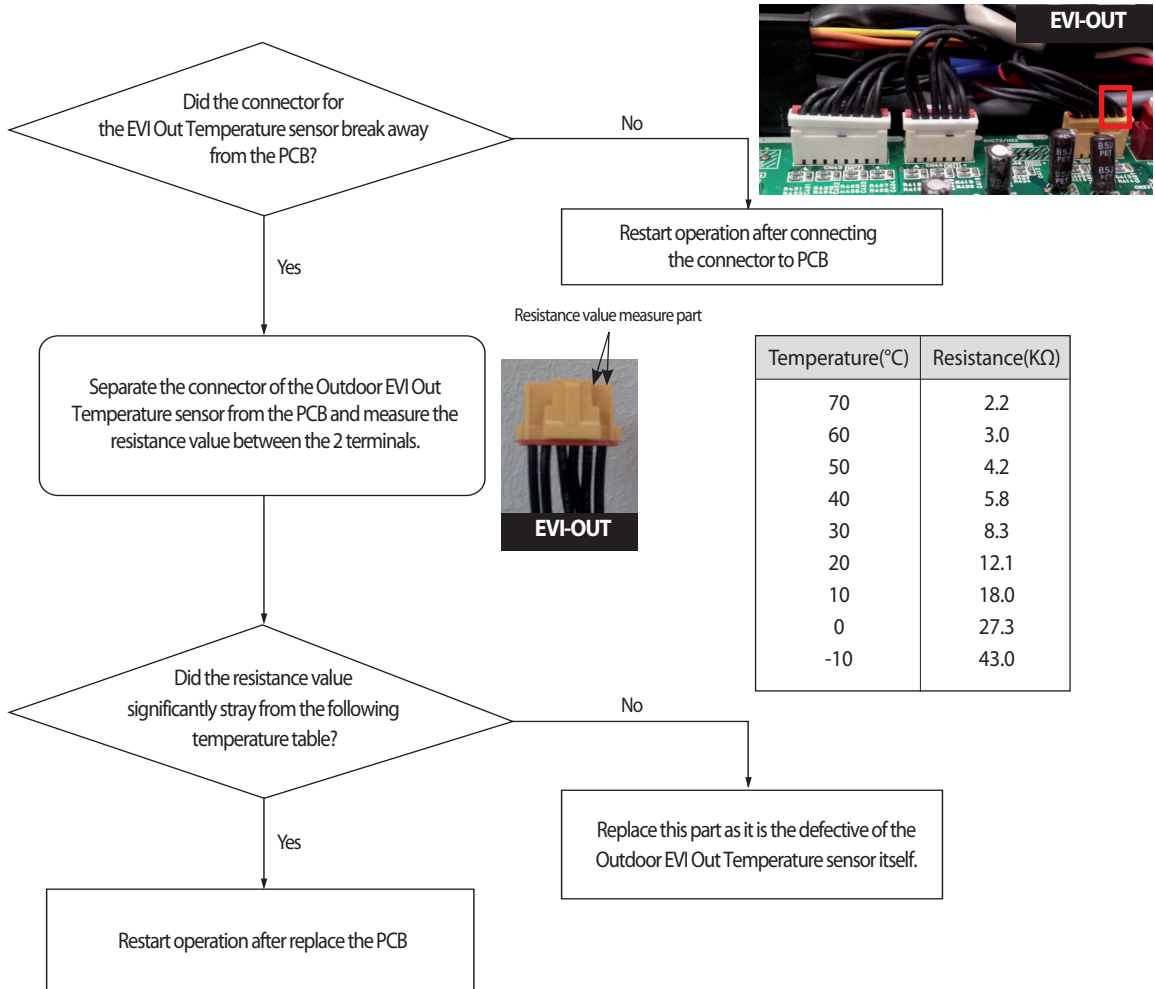 EVI-OUT
Did the connector for
the EVI Out Temperature sensor break away
from the PCB?
No
Restart operation after connecting
the connector to PCB
Yes
Resistance value measure part
Separate the connector of the Outdoor EVI Out
Temperature sensor from the PCB and measure the
resistance value between the 2 terminals.
EVI-OUT
Temperature(°C) Resistance(KΩ)
70 2.2
60 3.0
50 4.2
40 5.8
30 8.3
20 12.1
10 18.0
0 27.3
-10 43.0
Did the resistance value
significantly stray from the following
temperature table?
No
Replace this part as it is the defective of the
Outdoor EVI Out Temperature sensor itself.
Yes
Restart operation after replace the PCB